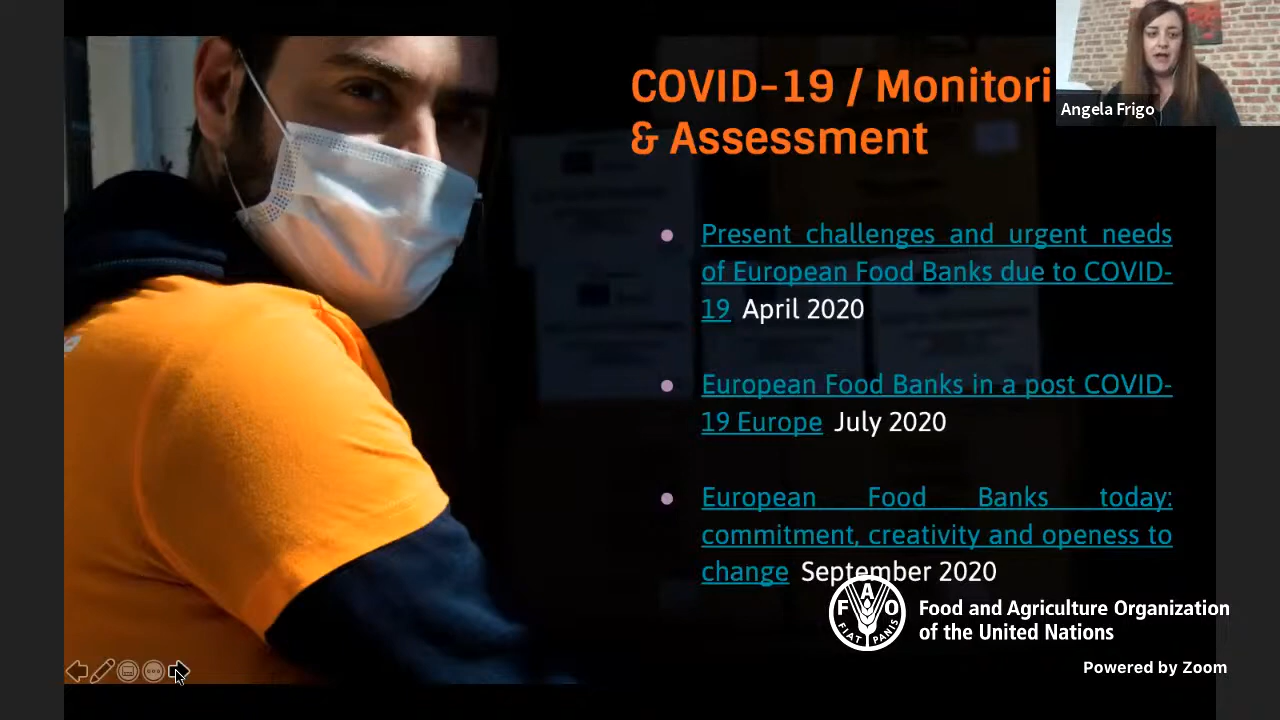 COVID-19 / Monitori
& Assessment
Angela Frigo
Present challenges and urgent needs
of European Food Banks due to COVID-
19 April 2020
European Food Banks in a post COVID-
19 Europe July 2020
European Food Banks today:
commitment, creativity and openess to
change September 2020
F A O
FIAT PANIS
Food and Agriculture Organization
of the United Nations
Powered by Zoom